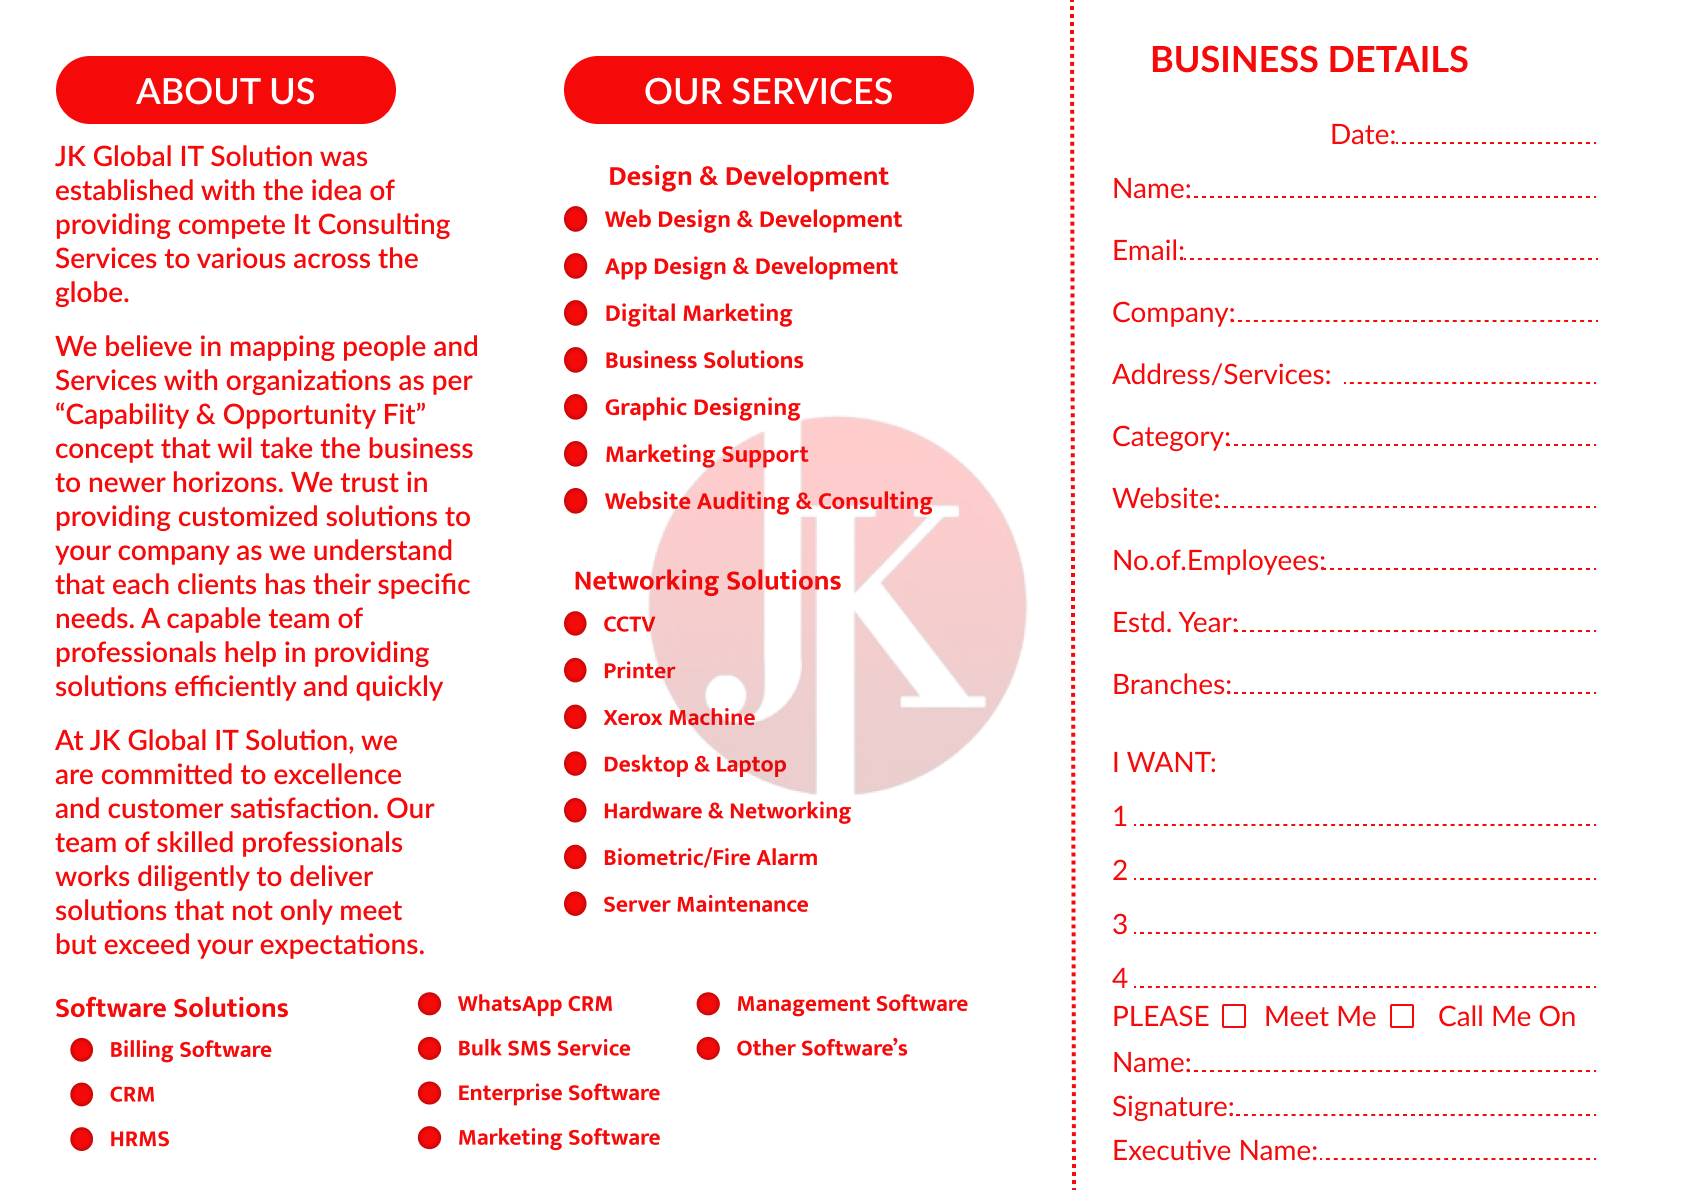 ABOUT US
JK Global IT Solution was
established with the idea of
providing compete It Consulting
Services to various across the
globe.
We believe in mapping people and
Services with organizations as per
“Capability & Opportunity Fit”
concept that wil take the business
to newer horizons. We trust in
providing customized solutions to
your company as we understand
that each clients has their specific
needs. A capable team of
professionals help in providing
solutions efficiently and quickly
At JK Global IT Solution, we
are committed to excellence
and customer satisfaction. Our
team of skilled professionals
works diligently to deliver
solutions that not only meet
but exceed your expectations.
OUR SERVICES
Design & Development
Web Design & Development
App Design & Development
Digital Marketing
Business Solutions
Graphic Designing
Marketing Support
Website Auditing & Consulting
JK
Networking Solutions
CCTV
Printer
Xerox Machine
Desktop & Laptop
Hardware & Networking
Biometric/Fire Alarm
Server Maintenance
Software Solutions
Billing Software
CRM
HRMS
WhatsApp CRM
Bulk SMS Service
Enterprise Software
Marketing Software
Management Software
Other Software’s
BUSINESS DETAILS
Date:
Name:
Email:
Company:
Address/Services:
Category:
Website:
No.of.Employees:
Estd. Year:
Branches:
I WANT:
1
2
3
4
PLEASE Meet Me Call Me On
Name:
Signature:
Executive Name: